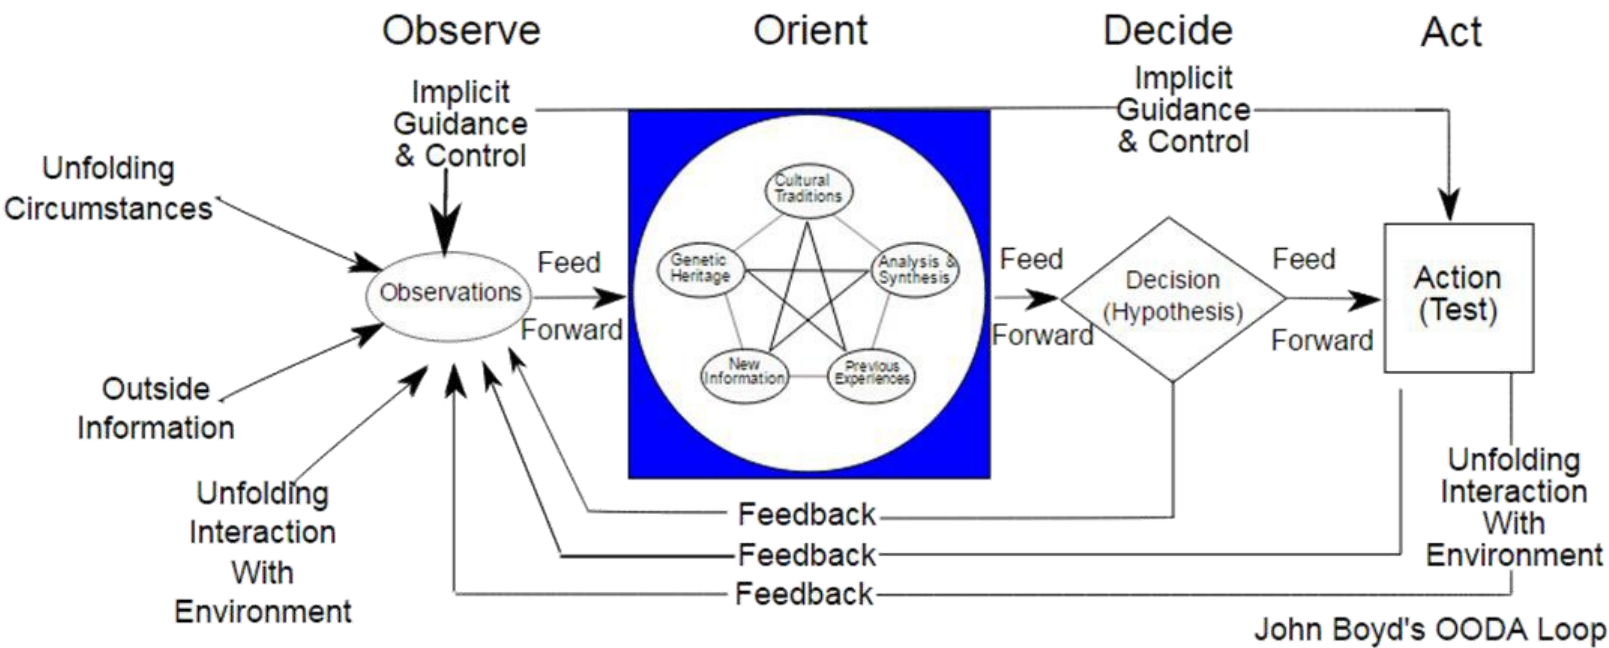 Observe
Orient
Decide
Act
Implicit
Guidance
& Control
Implicit
Guidance
& Control
Unfolding
Circumstances
Outside
Information
Unfolding
Interaction
With
Environment
Observations
Feed
Forward
Cultural
Traditions
Genetic
Heritage
Analysis &
Synthesis
New
Information
Previous
Experiences
Feed
Forward
Decision
(Hypothesis)
Feed
Forward
Action
(Test)
Unfolding
Interaction
With
Environment
Feedback
Feedback
Feedback
John Boyd's OODA Loop